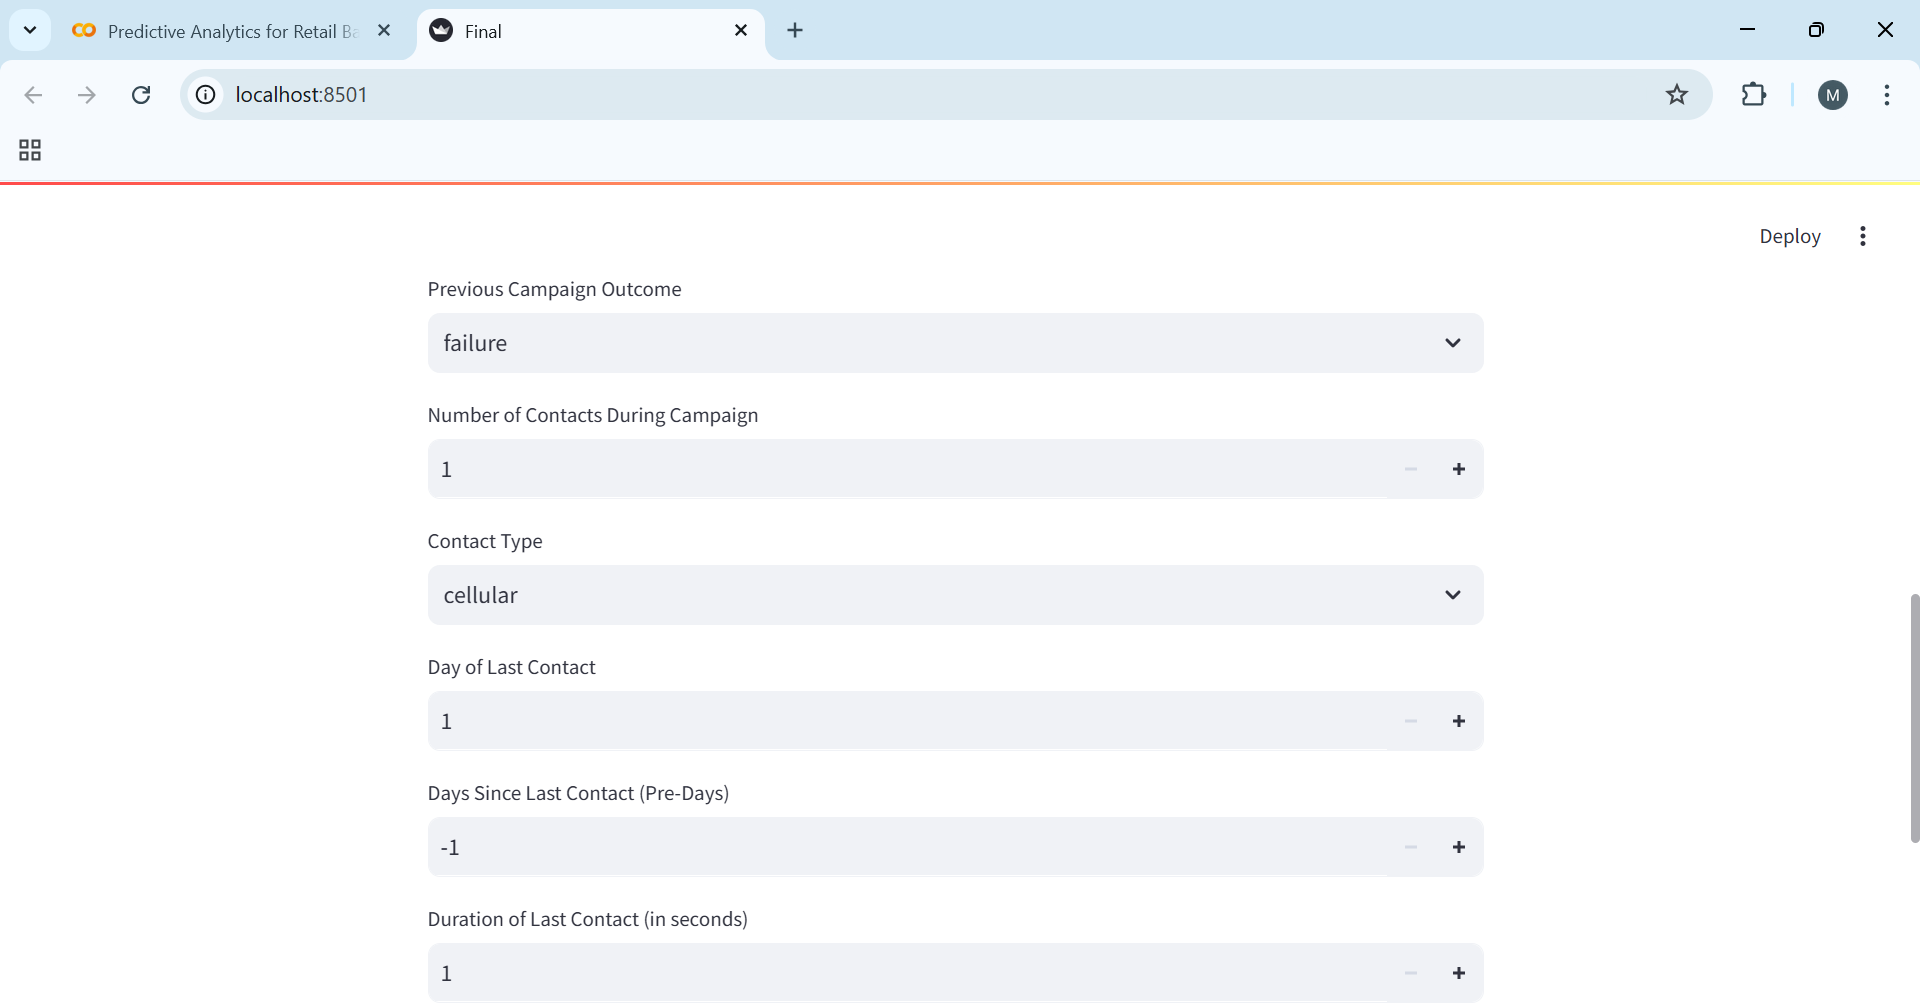 Predictive Analytics for Retail Ba
Final
localhost:8501
M
Deploy
Previous Campaign Outcome
failure
Number of Contacts During Campaign
1
Contact Type
cellular
Day of Last Contact
1
Days Since Last Contact (Pre-Days)
-1
Duration of Last Contact (in seconds)
1